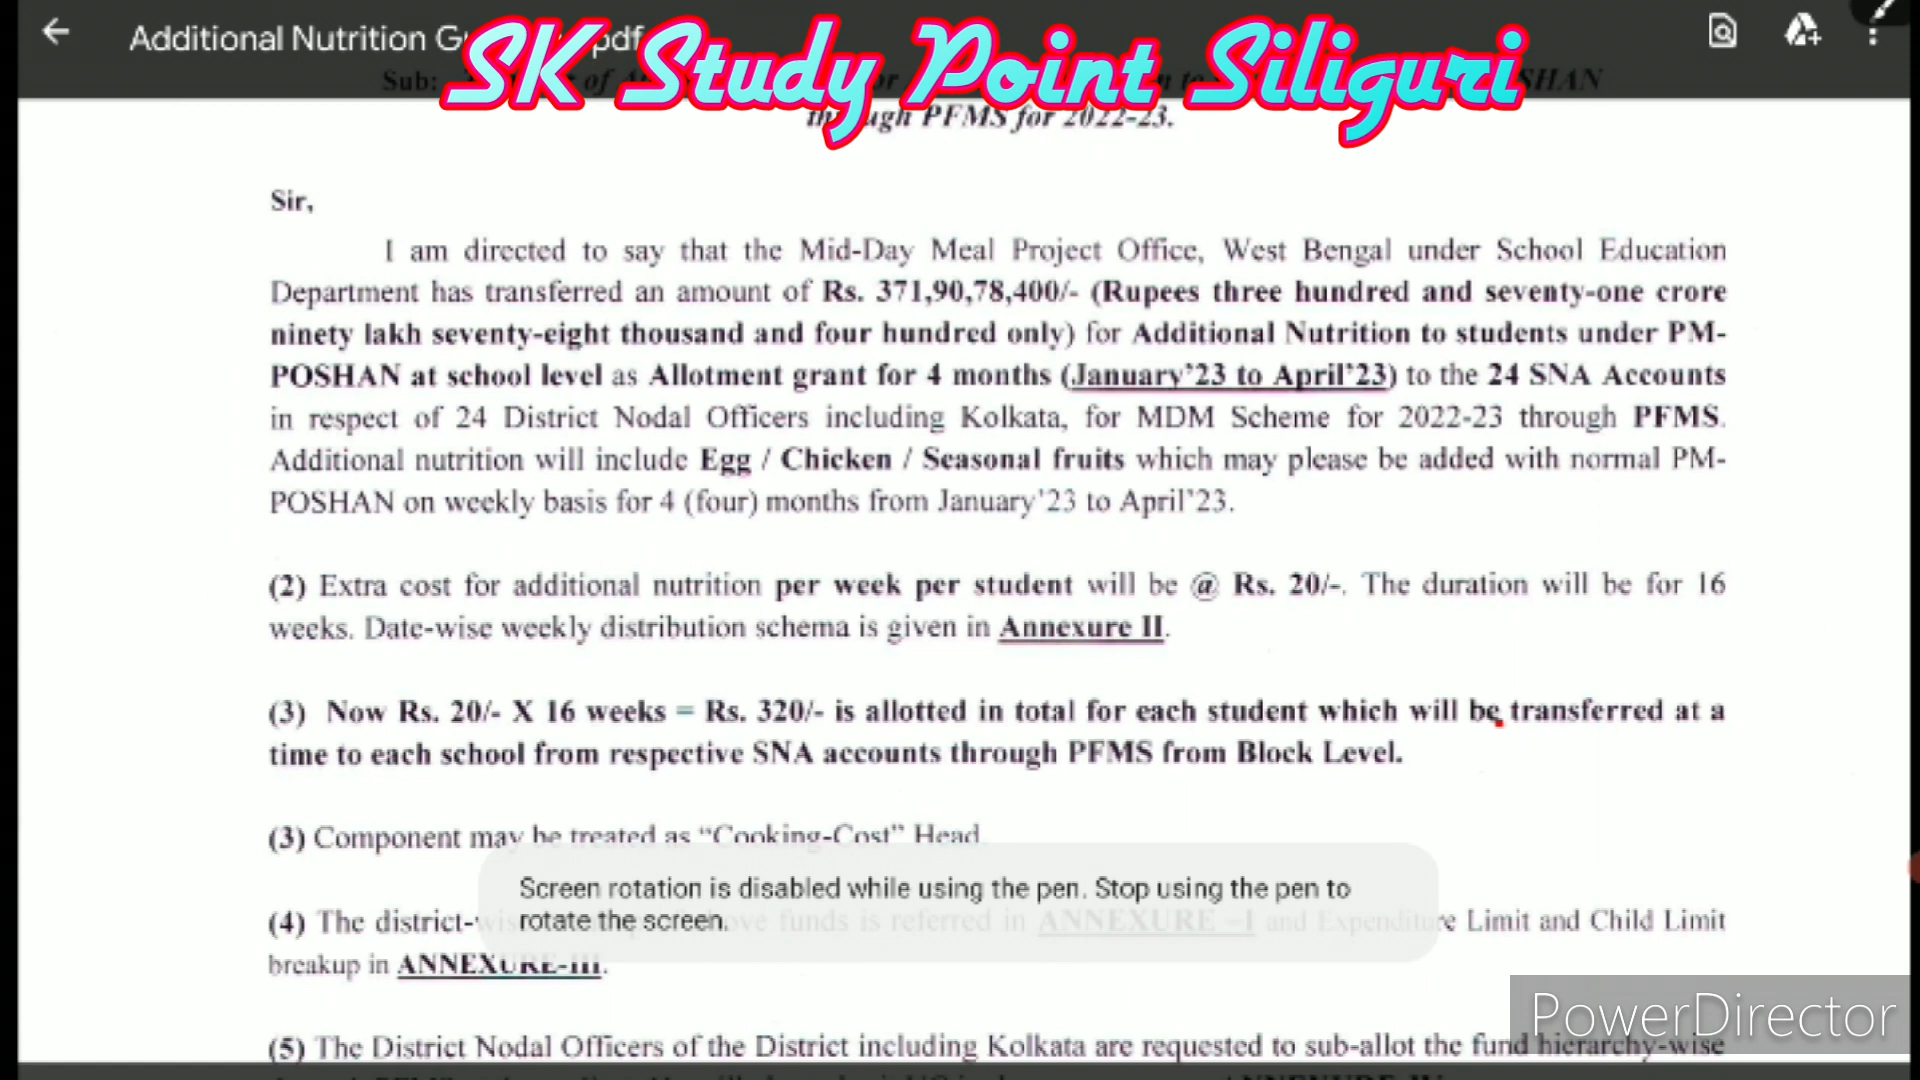 Additional Nutrition G pdf
SK Study Point Siliguri
Sub: of SHAN
through PFMS for 2022-23.
Sir,
I am directed to say that the Mid-Day Meal Project Office, West Bengal under School Education
Department has transferred an amount of Rs. 371,90,78,400/- (Rupees three hundred and seventy-one crore
ninety lakh seventy-eight thousand and four hundred only) for Additional Nutrition to students under PM-
POSHAN at school level as Allotment grant for 4 months (January'23 to April'23) to the 24 SNA Accounts
in respect of 24 District Nodal Officers including Kolkata, for MDM Scheme for 2022-23 through PFMS.
Additional nutrition will include Egg / Chicken / Seasonal fruits which may please be added with normal PM-
POSHAN on weekly basis for 4 (four) months from January'23 to April'23.
(2) Extra cost for additional nutrition per week per student will be @ Rs. 20/-. The duration will be for 16
weeks. Date-wise weekly distribution schema is given in Annexure II.
(3) Now Rs. 20/- X 16 weeks = Rs. 320/- is allotted in total for each student which will be transferred at a
time to each school from respective SNA accounts through PFMS from Block Level.
(3) Component may be treated as "Cooking-Cost" Head.
Screen rotation is disabled while using the pen. Stop using the pen to
rotate the screen.
(4) The district- funds is referred in ANNEXURE –I and Expenditure Limit and Child Limit
breakup in ANNEXURE-III.
(5) The District Nodal Officers of the District including Kolkata are requested to sub-allot the fund hierarchy-wise
PowerDirector